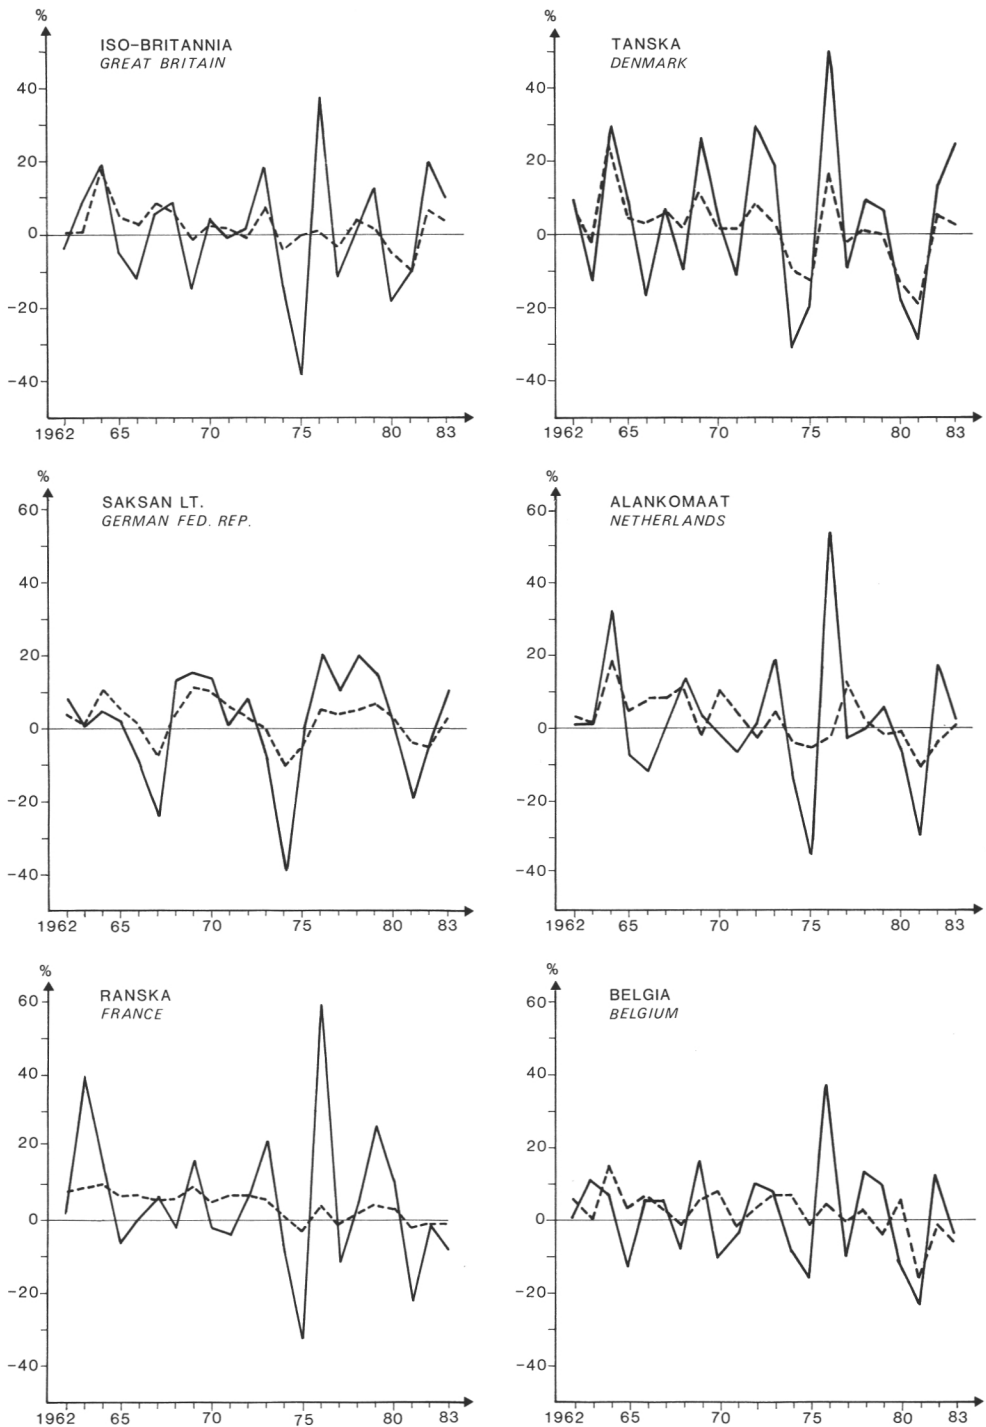 %
ISO-BRITANNIA
GREAT BRITAIN
40
20
0
-20
-40
1962 65 70 75 80 83
TANSKA
DENMARK
%
40
20
0
-20
-40
1962 65 70 75 80 83
%
SAKSAN LT.
GERMAN FED. REP.
60
40
20
0
-20
-40
1962 65 70 75 80 83
%
ALANKOMAAT
NETHERLANDS
60
40
20
0
-20
-40
1962 65 70 75 80 83
%
RANSKA
FRANCE
60
40
20
0
-20
-40
1962 65 70 75 80 83
%
BELGIA
BELGIUM
60
40
20
0
-20
-40
1962 65 70 75 80 83